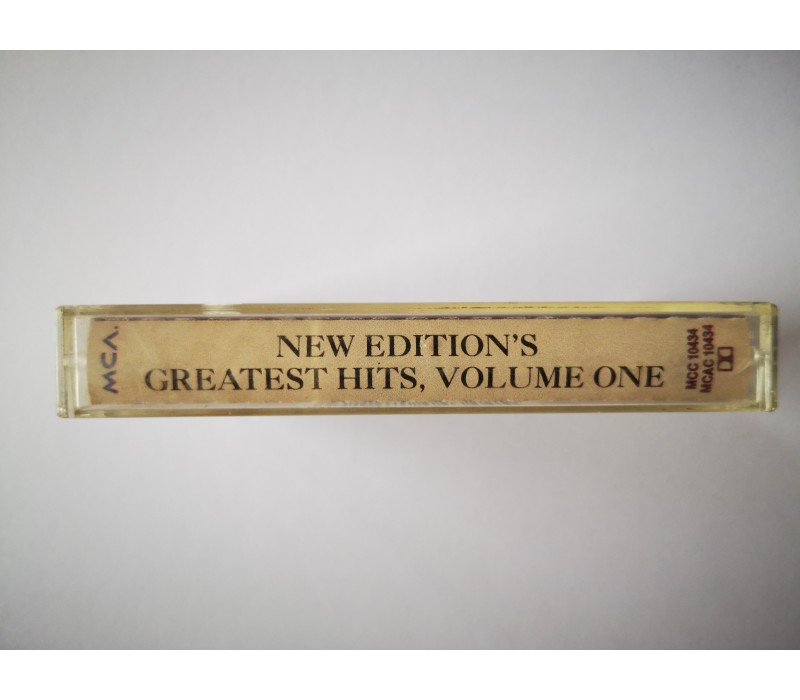 MCA.
NEW EDITION'S
GREATEST HITS, VOLUME ONE
MCC 10434
MCAC 10434